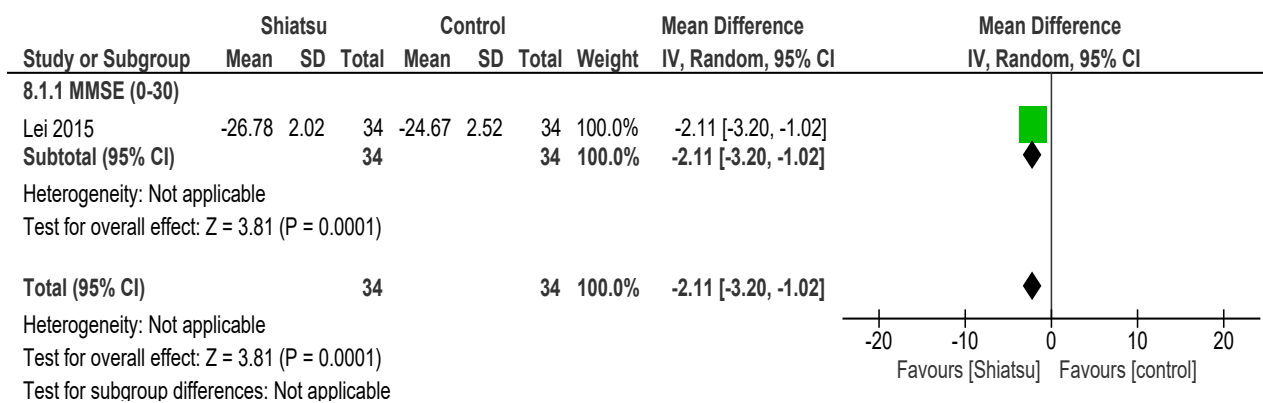 Shiatsu Control Mean Difference Mean Difference
Study or Subgroup Mean SD Total Mean SD Total Weight IV, Random, 95% CI IV, Random, 95% CI
8.1.1 MMSE (0-30)
Lei 2015 -26.78 2.02 34 -24.67 2.52 34 100.0% -2.11 [-3.20, -1.02]
Subtotal (95% CI) 34 34 100.0% -2.11 [-3.20, -1.02]
Heterogeneity: Not applicable
Test for overall effect: Z = 3.81 (P = 0.0001)
Total (95% CI) 34 34 100.0% -2.11 [-3.20, -1.02]
Heterogeneity: Not applicable
Test for overall effect: Z = 3.81 (P = 0.0001)
Test for subgroup differences: Not applicable
-20 -10 0 10 20
Favours [Shiatsu] Favours [control]